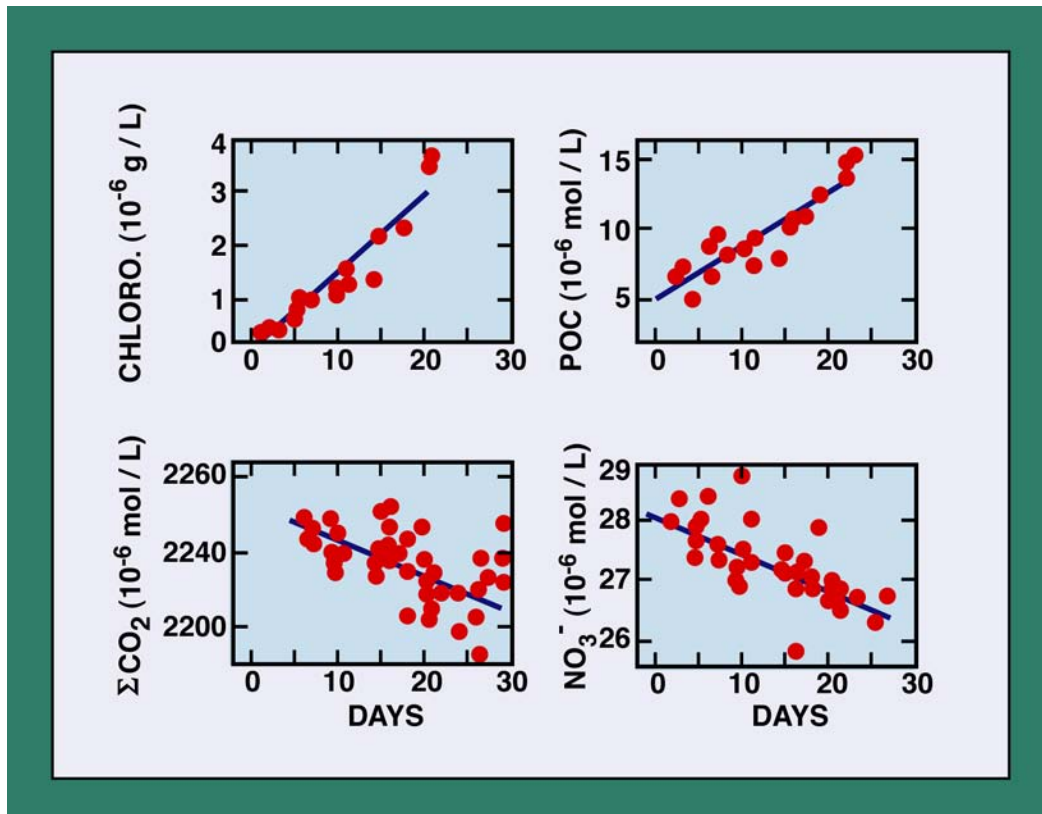 CHLORO. (10⁻⁶ g / L)
4
3
2
1
0
0 10 20 30
POC (10⁻⁶ mol / L)
15
10
5
0 10 20 30
ΣCO₂ (10⁻⁶ mol / L)
2260
2240
2200
0 10 20 30
DAYS
NO₃⁻ (10⁻⁶ mol / L)
29
28
27
26
0 10 20 30
DAYS